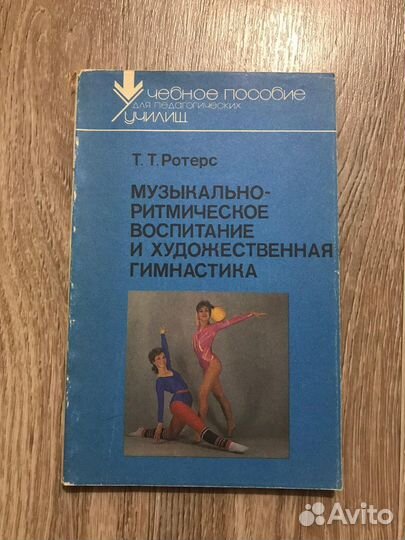 Учебное пособие
для педагогических
училищ
Т. Т. Ротерс
МУЗЫКАЛЬНО-
РИТМИЧЕСКОЕ
ВОСПИТАНИЕ
И ХУДОЖЕСТВЕННАЯ
ГИМНАСТИКА
Avito